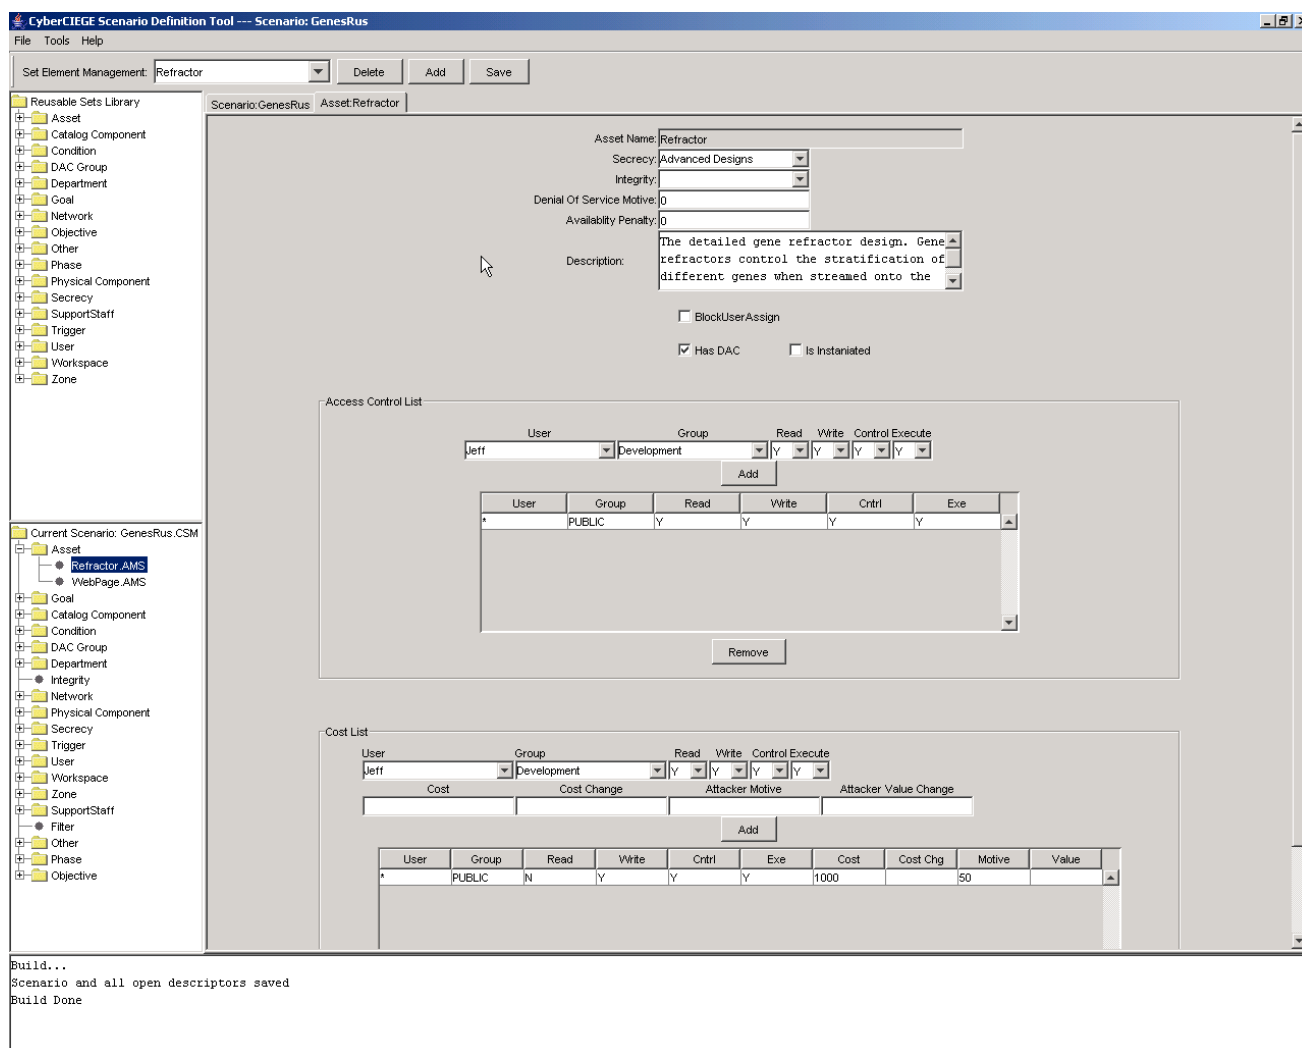 CyberCIEGE Scenario Definition Tool --- Scenario: GenesRus
File Tools Help
Set Element Management: Refractor Delete Add Save
Reusable Sets Library
Asset
Catalog Component
Condition
DAC Group
Department
Goal
Network
Objective
Other
Phase
Physical Component
Secrecy
SupportStaff
Trigger
User
Workspace
Zone
Current Scenario: GenesRus.CSM
Asset
Refractor.AMS
WebPage.AMS
Goal
Catalog Component
Condition
DAC Group
Department
Integrity
Network
Physical Component
Secrecy
Trigger
User
Workspace
Zone
SupportStaff
Filter
Other
Phase
Objective
Scenario:GenesRus Asset:Refractor
Asset Name: Refractor
Secrecy: Advanced Designs
Integrity:
Denial Of Service Motive: 0
Availablity Penalty: 0
Description:
The detailed gene refractor design. Gene
refractors control the stratification of
different genes when streamed onto the
BlockUserAssign
Has DAC Is Instaniated
Access Control List
User Group Read Write Control Execute
Jeff Development Y Y Y Y
Add
User Group Read Write Cntrl Exe
* PUBLIC Y Y Y Y
Remove
Cost List
User Group Read Write Control Execute
Jeff Development Y Y Y Y
Cost Cost Change Attacker Motive Attacker Value Change
Add
User Group Read Write Cntrl Exe Cost Cost Chg Motive Value
* PUBLIC N Y Y Y 1000 50
Build...
Scenario and all open descriptors saved
Build Done